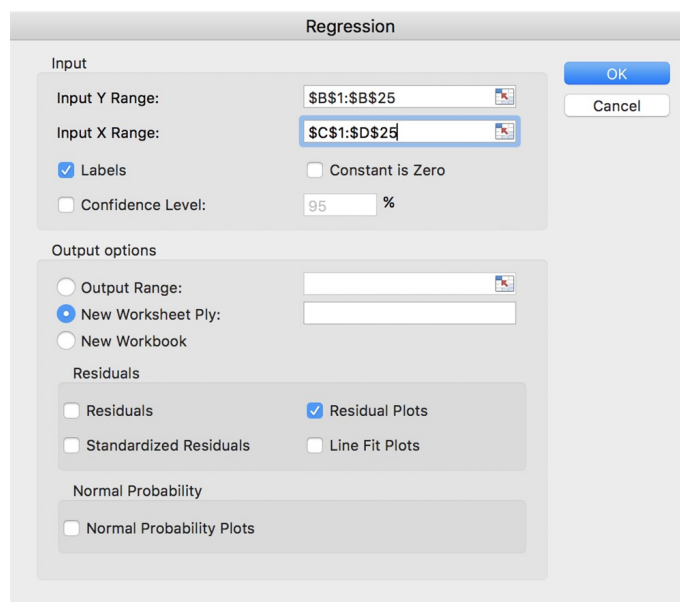 Regression
Input
OK
Input Y Range: $B$1:$B$25
Cancel
Input X Range: $C$1:$D$25
Labels Constant is Zero
Confidence Level: 95 %
Output options
Output Range:
New Worksheet Ply:
New Workbook
Residuals
Residuals Residual Plots
Standardized Residuals Line Fit Plots
Normal Probability
Normal Probability Plots